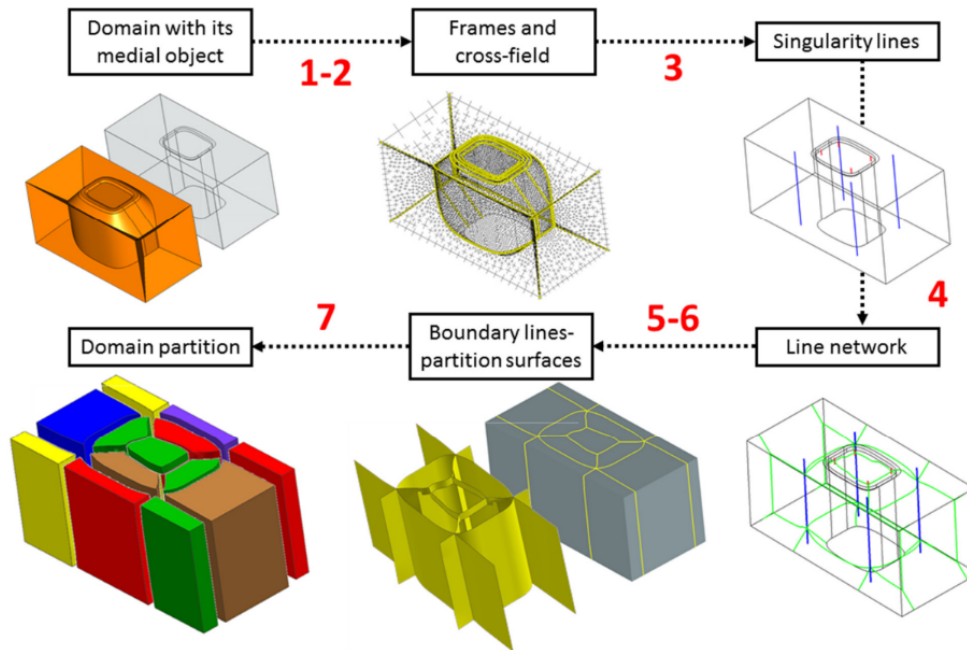 Domain with its
medial object
1-2
Frames and
cross-field
3
Singularity lines
4
Line network
5-6
Boundary lines-
partition surfaces
7
Domain partition